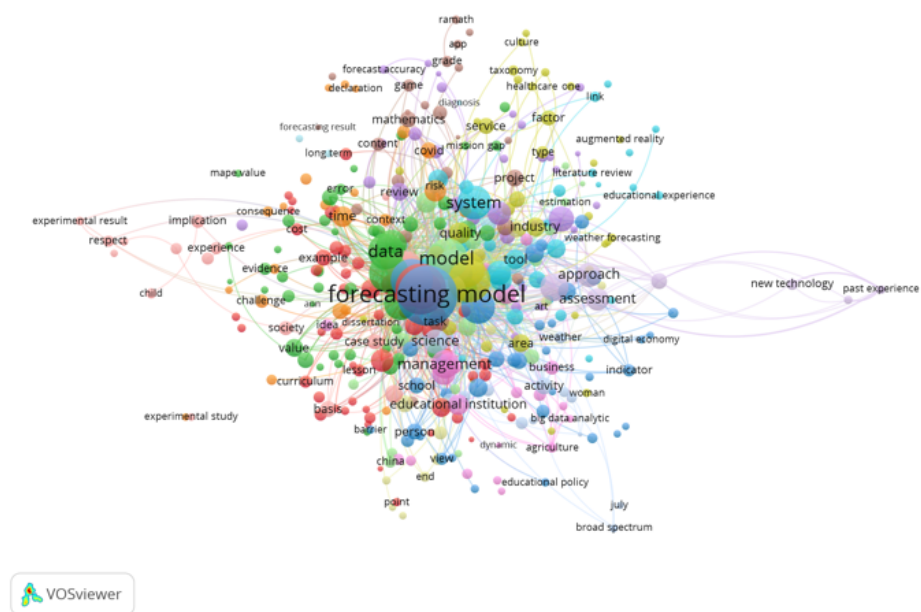 ramath
app
culture
grade
forecast accuracy
taxonomy
declaration
game
healthcare one
link
diagnosis
mathematics
service
factor
forecasting result
augmented reality
content
mission gap
long term
covid
type
mape value
literature review
project
risk
error
review
educational experience
estimation
system
consequence
time
experimental result
implication
context
cost
industry
quality
weather forecasting
respect
experience
data
example
model
tool
evidence
approach
new technology
past experience
child
forecasting model
assessment
challenge
ann
art
society
idea
dissertation
task
weather
digital economy
case study
science
area
value
management
business
lesson
indicator
curriculum
school
activity
woman
basis
educational institution
experimental study
big data analytic
barrier
person
dynamic
agriculture
china
view
end
educational policy
point
july
broad spectrum
VOSviewer